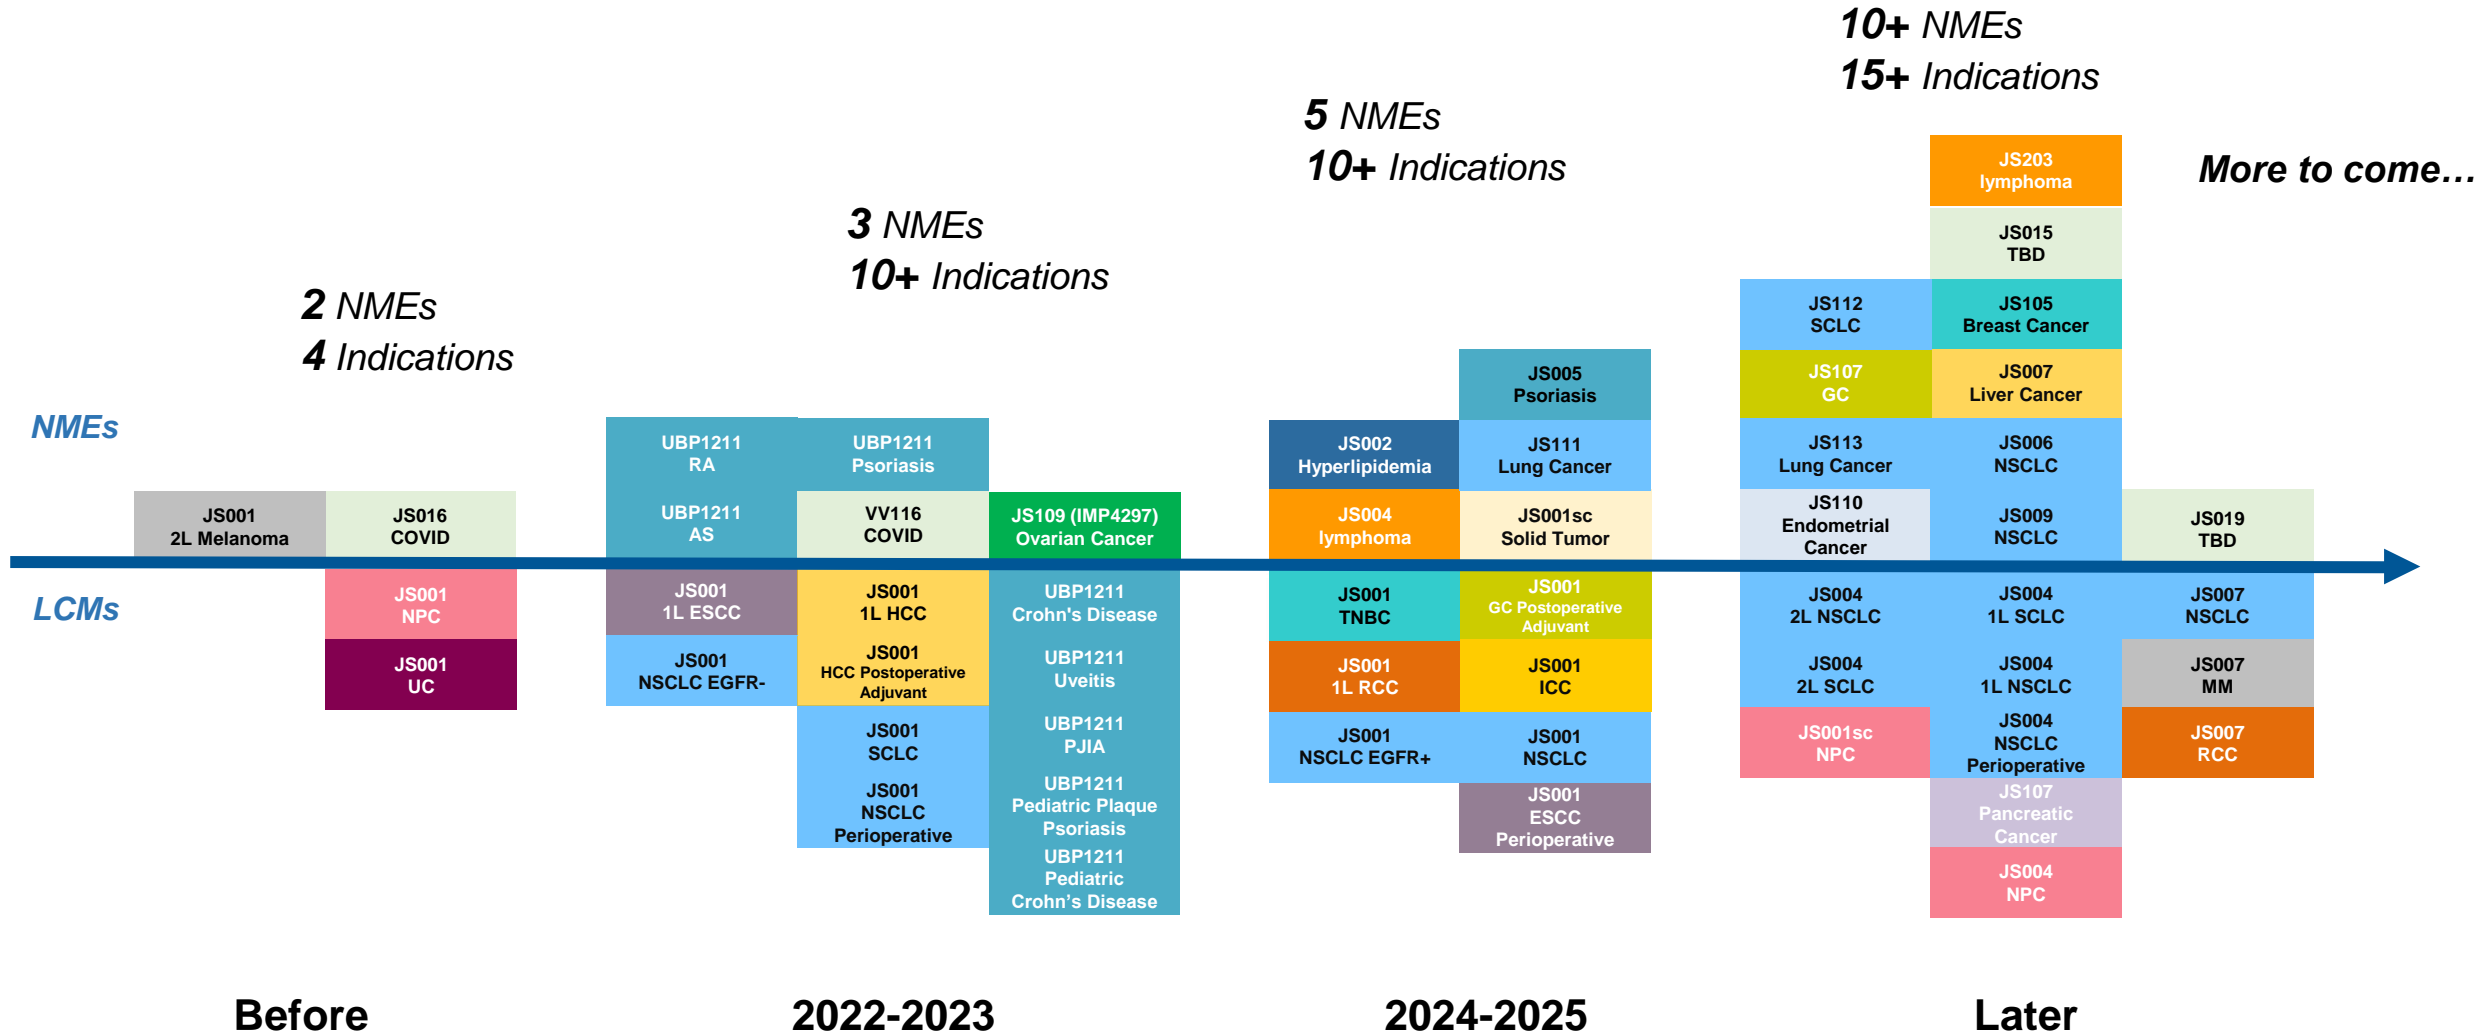 2 NMEs
4 Indications
3 NMEs
10+ Indications
5 NMEs
10+ Indications
10+ NMEs
15+ Indications
More to come…
NMEs
LCMs
JS001
2L Melanoma
JS016
COVID
JS001
NPC
JS001
UC
Before
UBP1211
RA
UBP1211
AS
UBP1211
Psoriasis
VV116
COVID
JS109 (IMP4297)
Ovarian Cancer
JS001
1L ESCC
JS001
NSCLC EGFR-
JS001
1L HCC
JS001
HCC Postoperative
Adjuvant
JS001
SCLC
JS001
NSCLC
Perioperative
UBP1211
Crohn's Disease
UBP1211
Uveitis
UBP1211
PJIA
UBP1211
Pediatric Plaque
Psoriasis
UBP1211
Pediatric
Crohn’s Disease
2022-2023
JS002
Hyperlipidemia
JS004
lymphoma
JS005
Psoriasis
JS111
Lung Cancer
JS001sc
Solid Tumor
JS001
TNBC
JS001
1L RCC
JS001
NSCLC EGFR+
JS001
GC Postoperative
Adjuvant
JS001
ICC
JS001
NSCLC
JS001
ESCC
Perioperative
2024-2025
JS112
SCLC
JS107
GC
JS113
Lung Cancer
JS110
Endometrial
Cancer
JS203
lymphoma
JS015
TBD
JS105
Breast Cancer
JS007
Liver Cancer
JS006
NSCLC
JS009
NSCLC
JS019
TBD
JS004
2L NSCLC
JS004
2L SCLC
JS001sc
NPC
JS004
1L SCLC
JS004
1L NSCLC
JS004
NSCLC
Perioperative
JS107
Pancreatic
Cancer
JS004
NPC
JS007
NSCLC
JS007
MM
JS007
RCC
Later